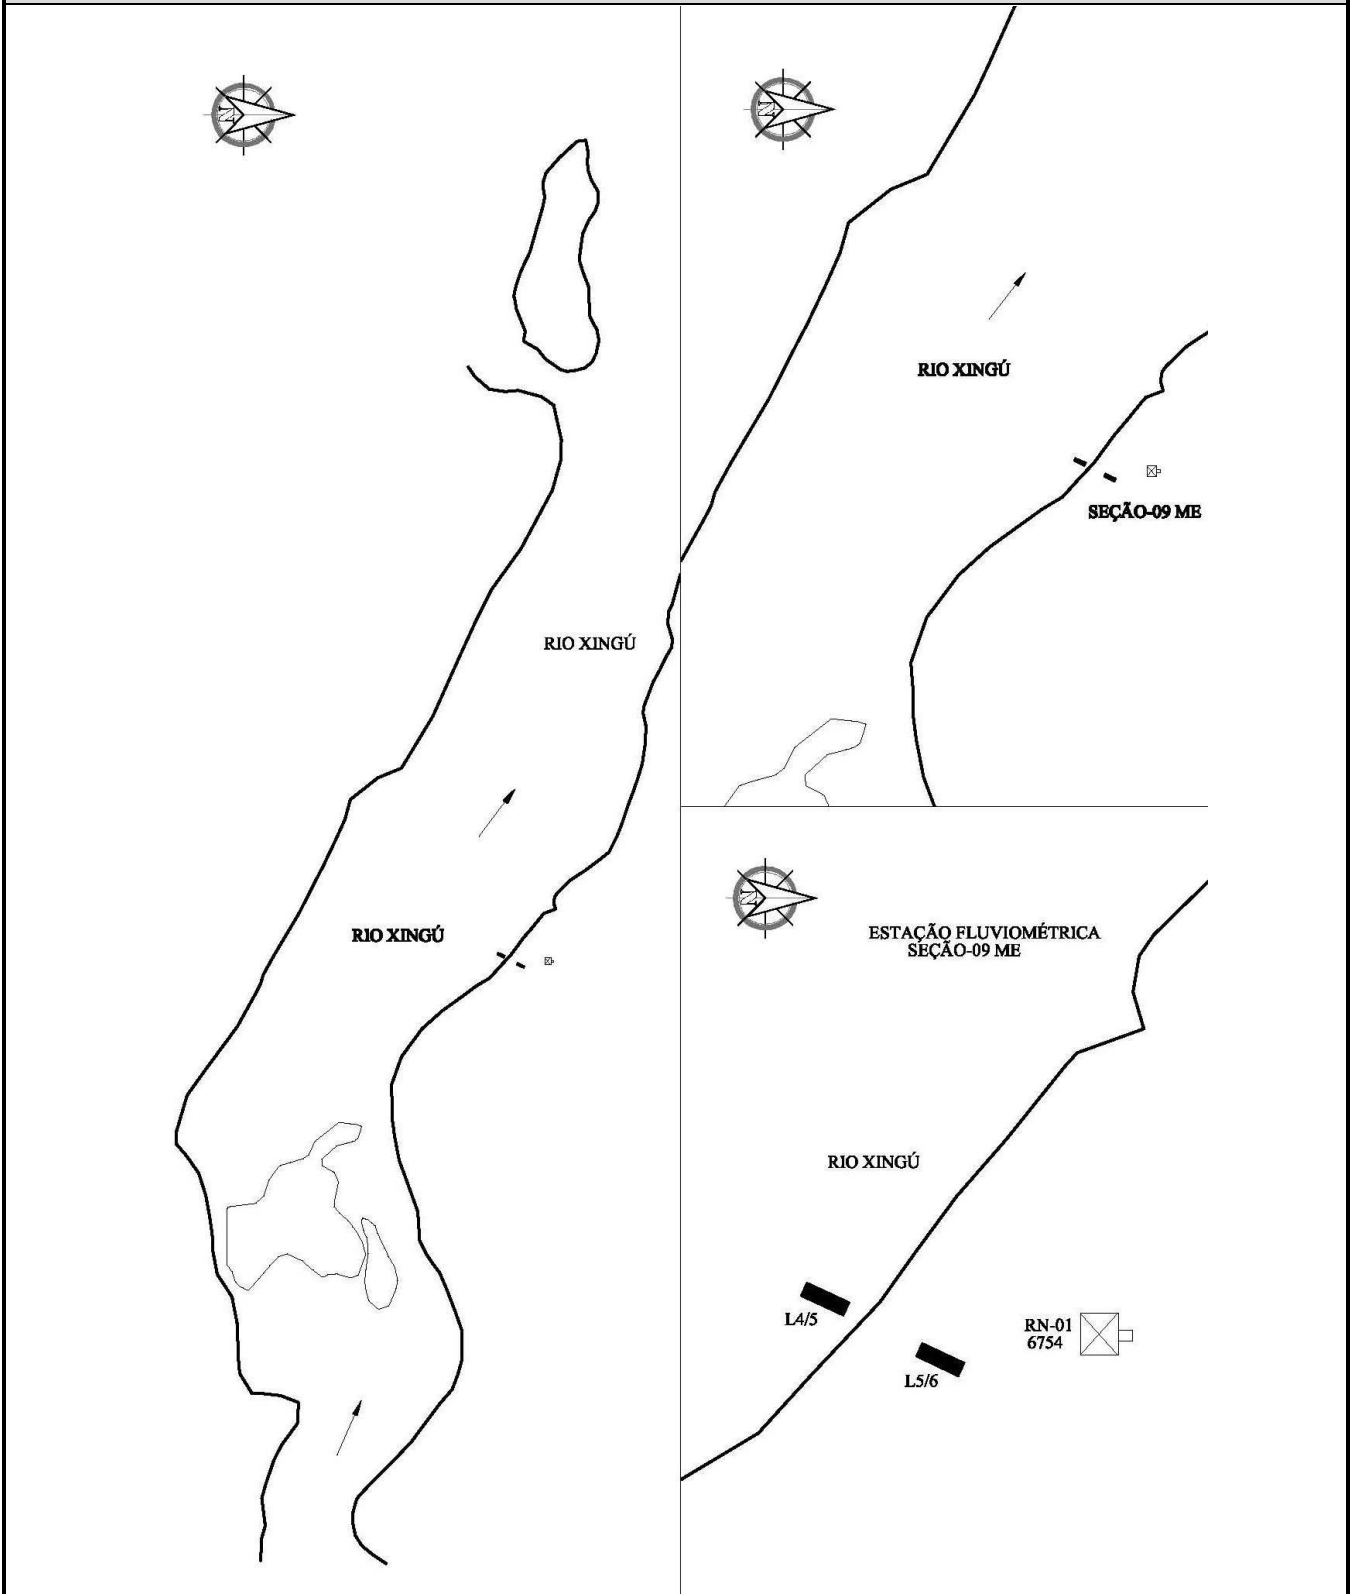 N
RIO XINGÚ
RIO XINGÚ
N
RIO XINGÚ
SEÇÃO-09 ME
N
ESTAÇÃO FLUVIOMÉTRICA
SEÇÃO-09 ME
RIO XINGÚ
L4/5
L5/6
RN-01
6754